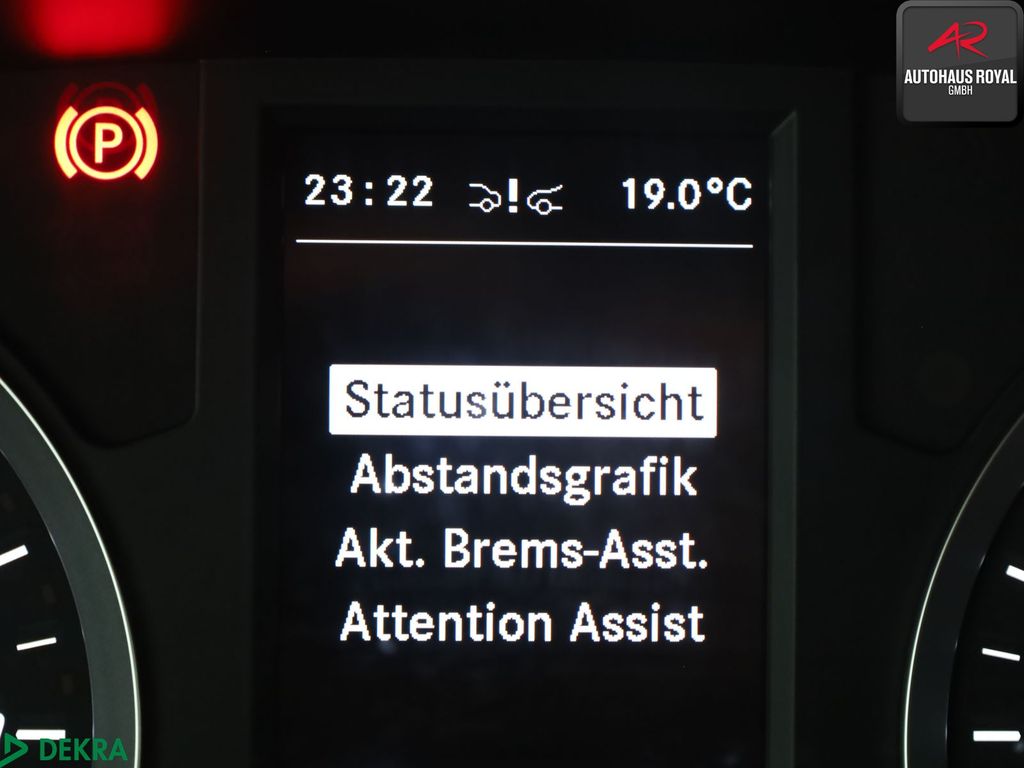 AR
AUTOHAUS ROYAL
GMBH
P
23:22 ! 19.0°C
Statusübersicht
Abstandsgrafik
Akt. Brems-Asst.
Attention Assist
DEKRA